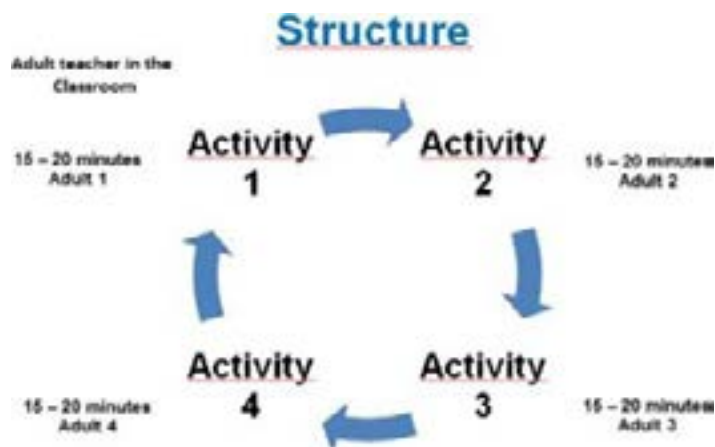 Structure
Adult teacher in the
Classroom
Activity
1
15 – 20 minutes
Adult 1
Activity
2
15 – 20 minutes
Adult 2
Activity
3
15 – 20 minutes
Adult 3
Activity
4
15 – 20 minutes
Adult 4